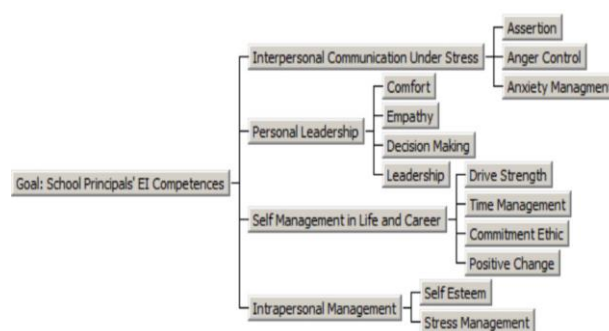 Goal: School Principals' EI Competences
Interpersonal Communication Under Stress
Assertion
Anger Control
Anxiety Managment
Personal Leadership
Comfort
Empathy
Decision Making
Leadership
Self Management in Life and Career
Drive Strength
Time Management
Commitment Ethic
Positive Change
Intrapersonal Management
Self Esteem
Stress Management